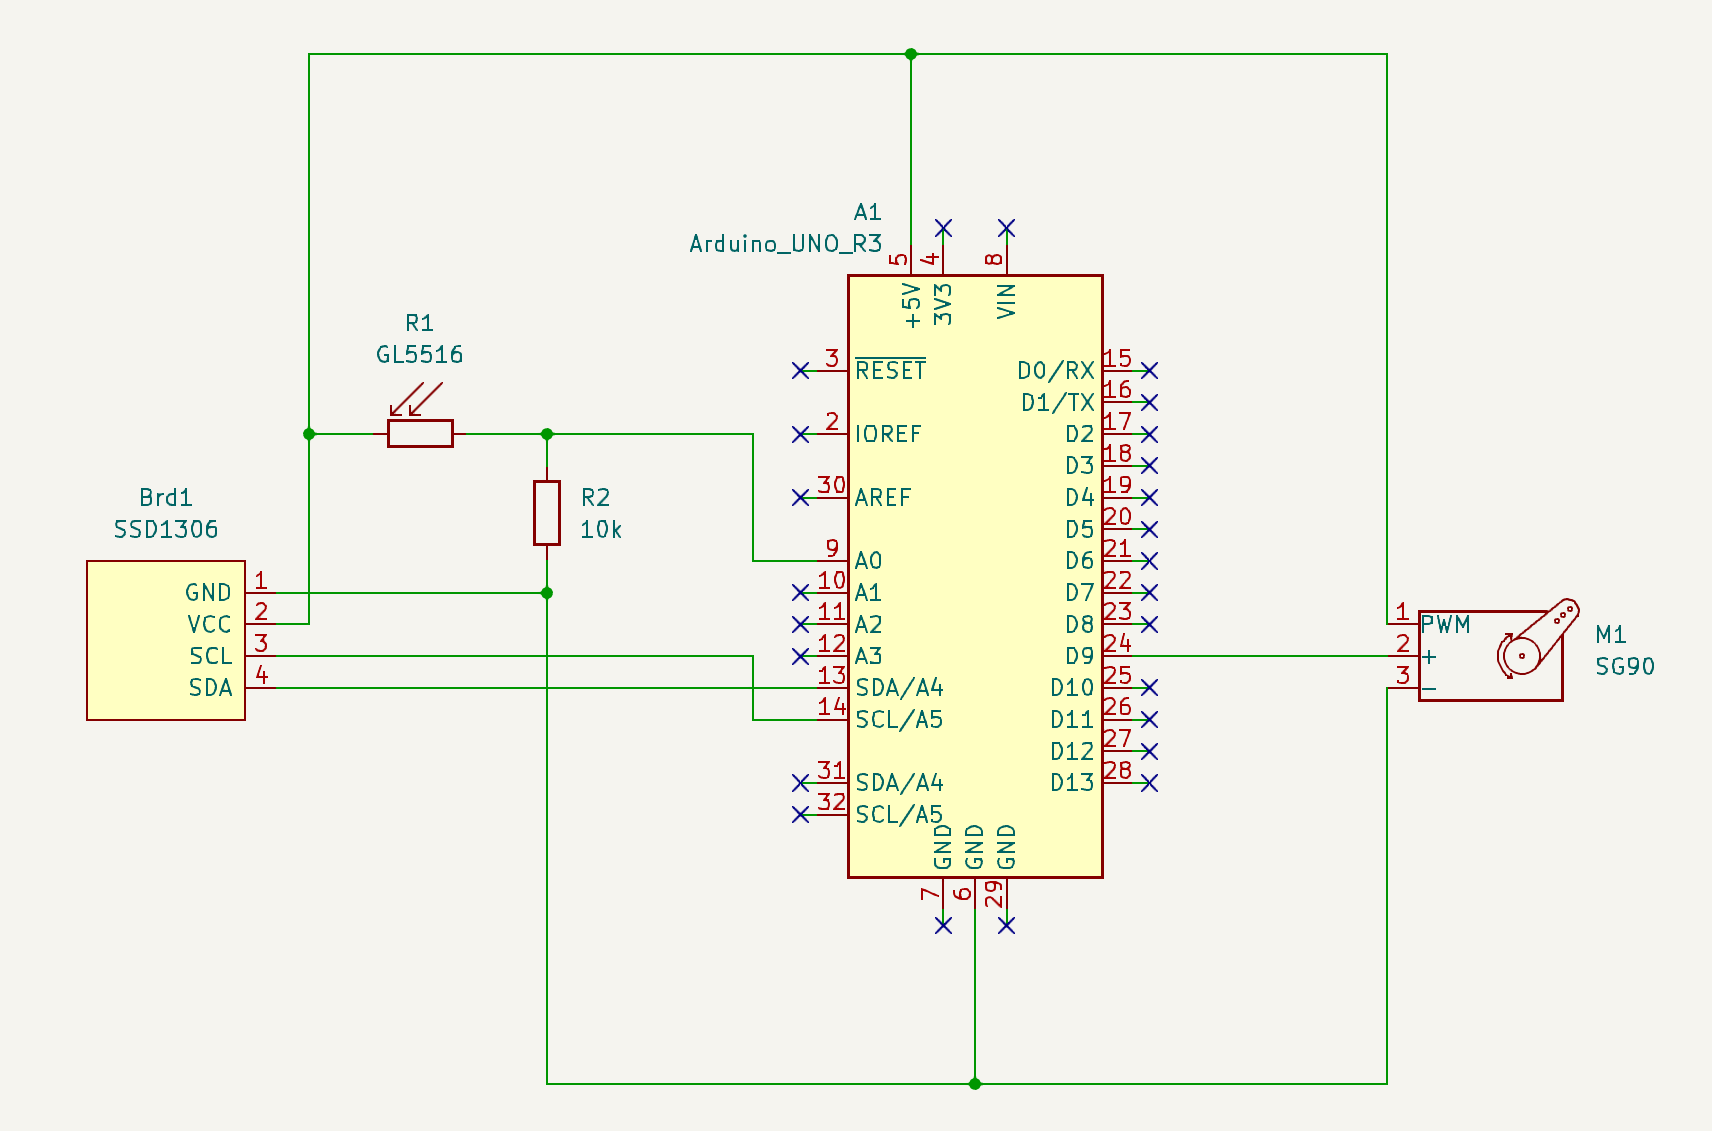 A1
Arduino_UNO_R3
5
4
8
+5V
3V3
VIN
R1
GL5516
3
RESET
D0/RX
15
D1/TX
16
2
IOREF
D2
17
D3
18
30
AREF
D4
19
Brd1
SSD1306
R2
10k
D5
20
9
A0
D6
21
GND
1
10
A1
D7
22
VCC
2
11
A2
D8
23
1
PWM
M1
SCL
3
12
A3
D9
24
2
+
SG90
SDA
4
13
SDA/A4
D10
25
3
−
14
SCL/A5
D11
26
D12
27
31
SDA/A4
D13
28
32
SCL/A5
GND
GND
GND
7
6
29